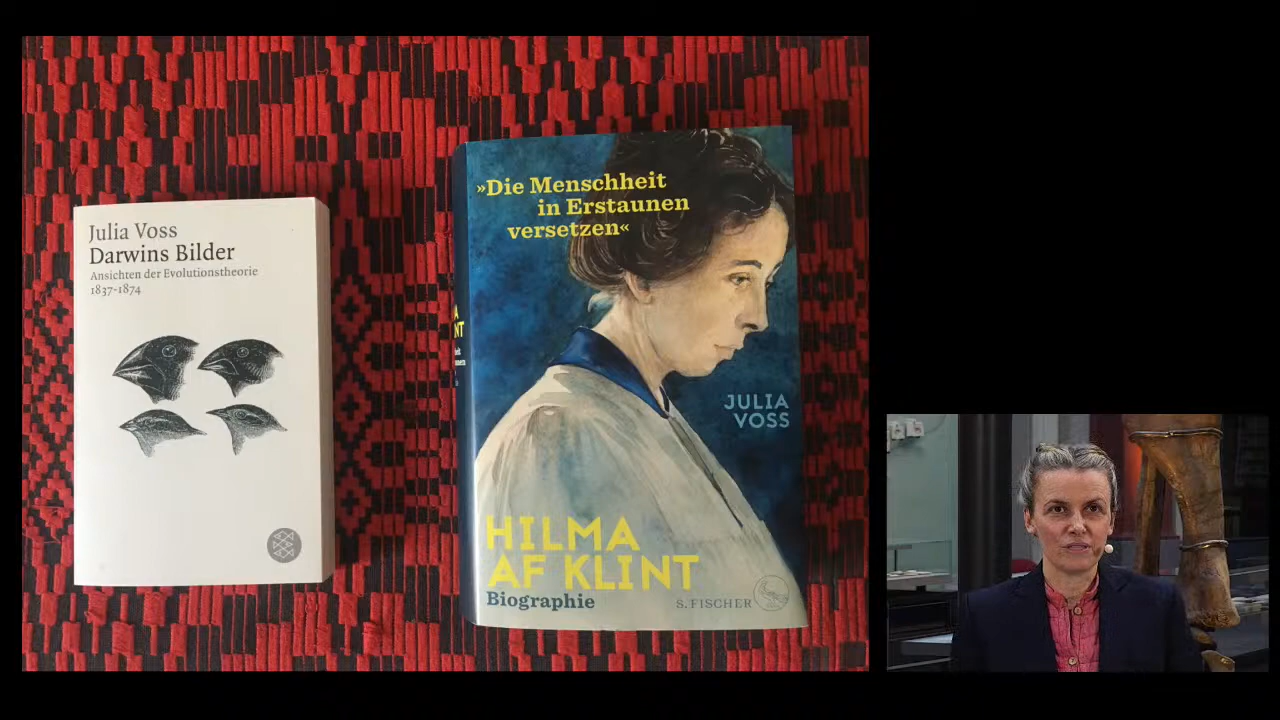 Julia Voss
Darwins Bilder
Ansichten der Evolutionstheorie
1837-1874
»Die Menschheit
in Erstaunen
versetzen«
JULIA
VOSS
HILMA
AF KLINT
Biographie
S. FISCHER